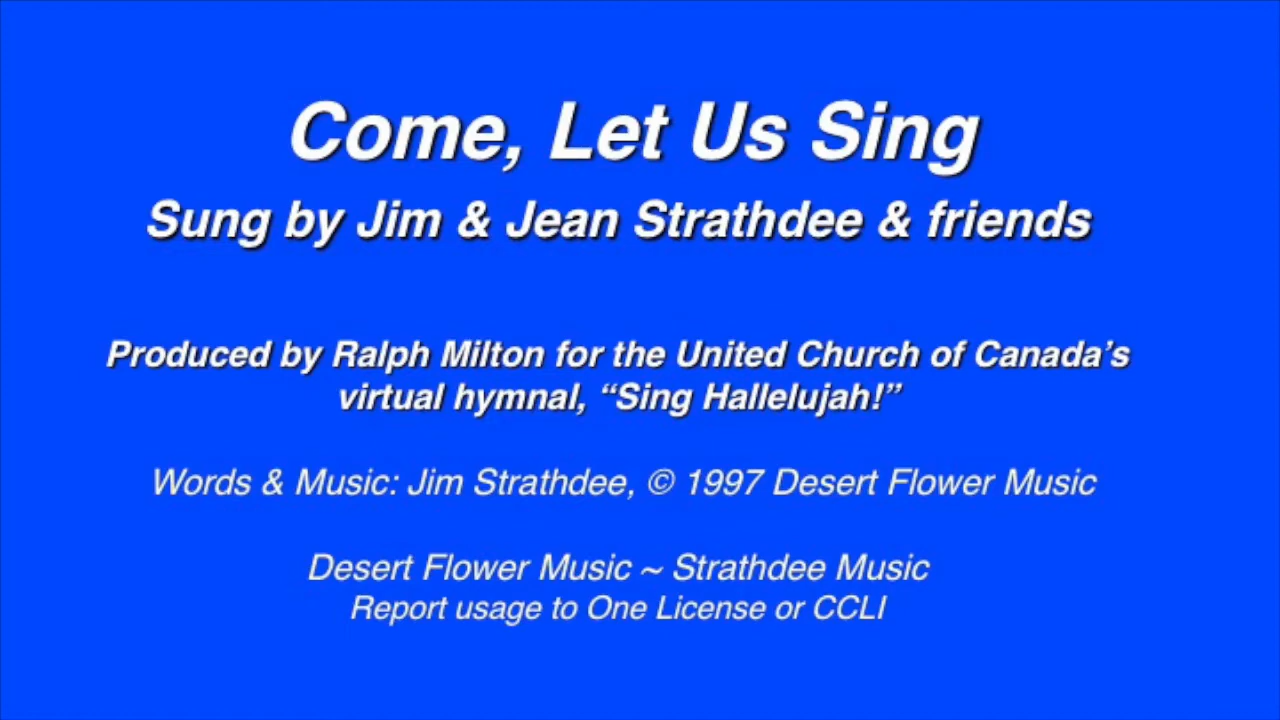 Come, Let Us Sing
Sung by Jim & Jean Strathdee & friends
Produced by Ralph Milton for the United Church of Canada’s
virtual hymnal, “Sing Hallelujah!”
Words & Music: Jim Strathdee, © 1997 Desert Flower Music
Desert Flower Music ~ Strathdee Music
Report usage to One License or CCLI